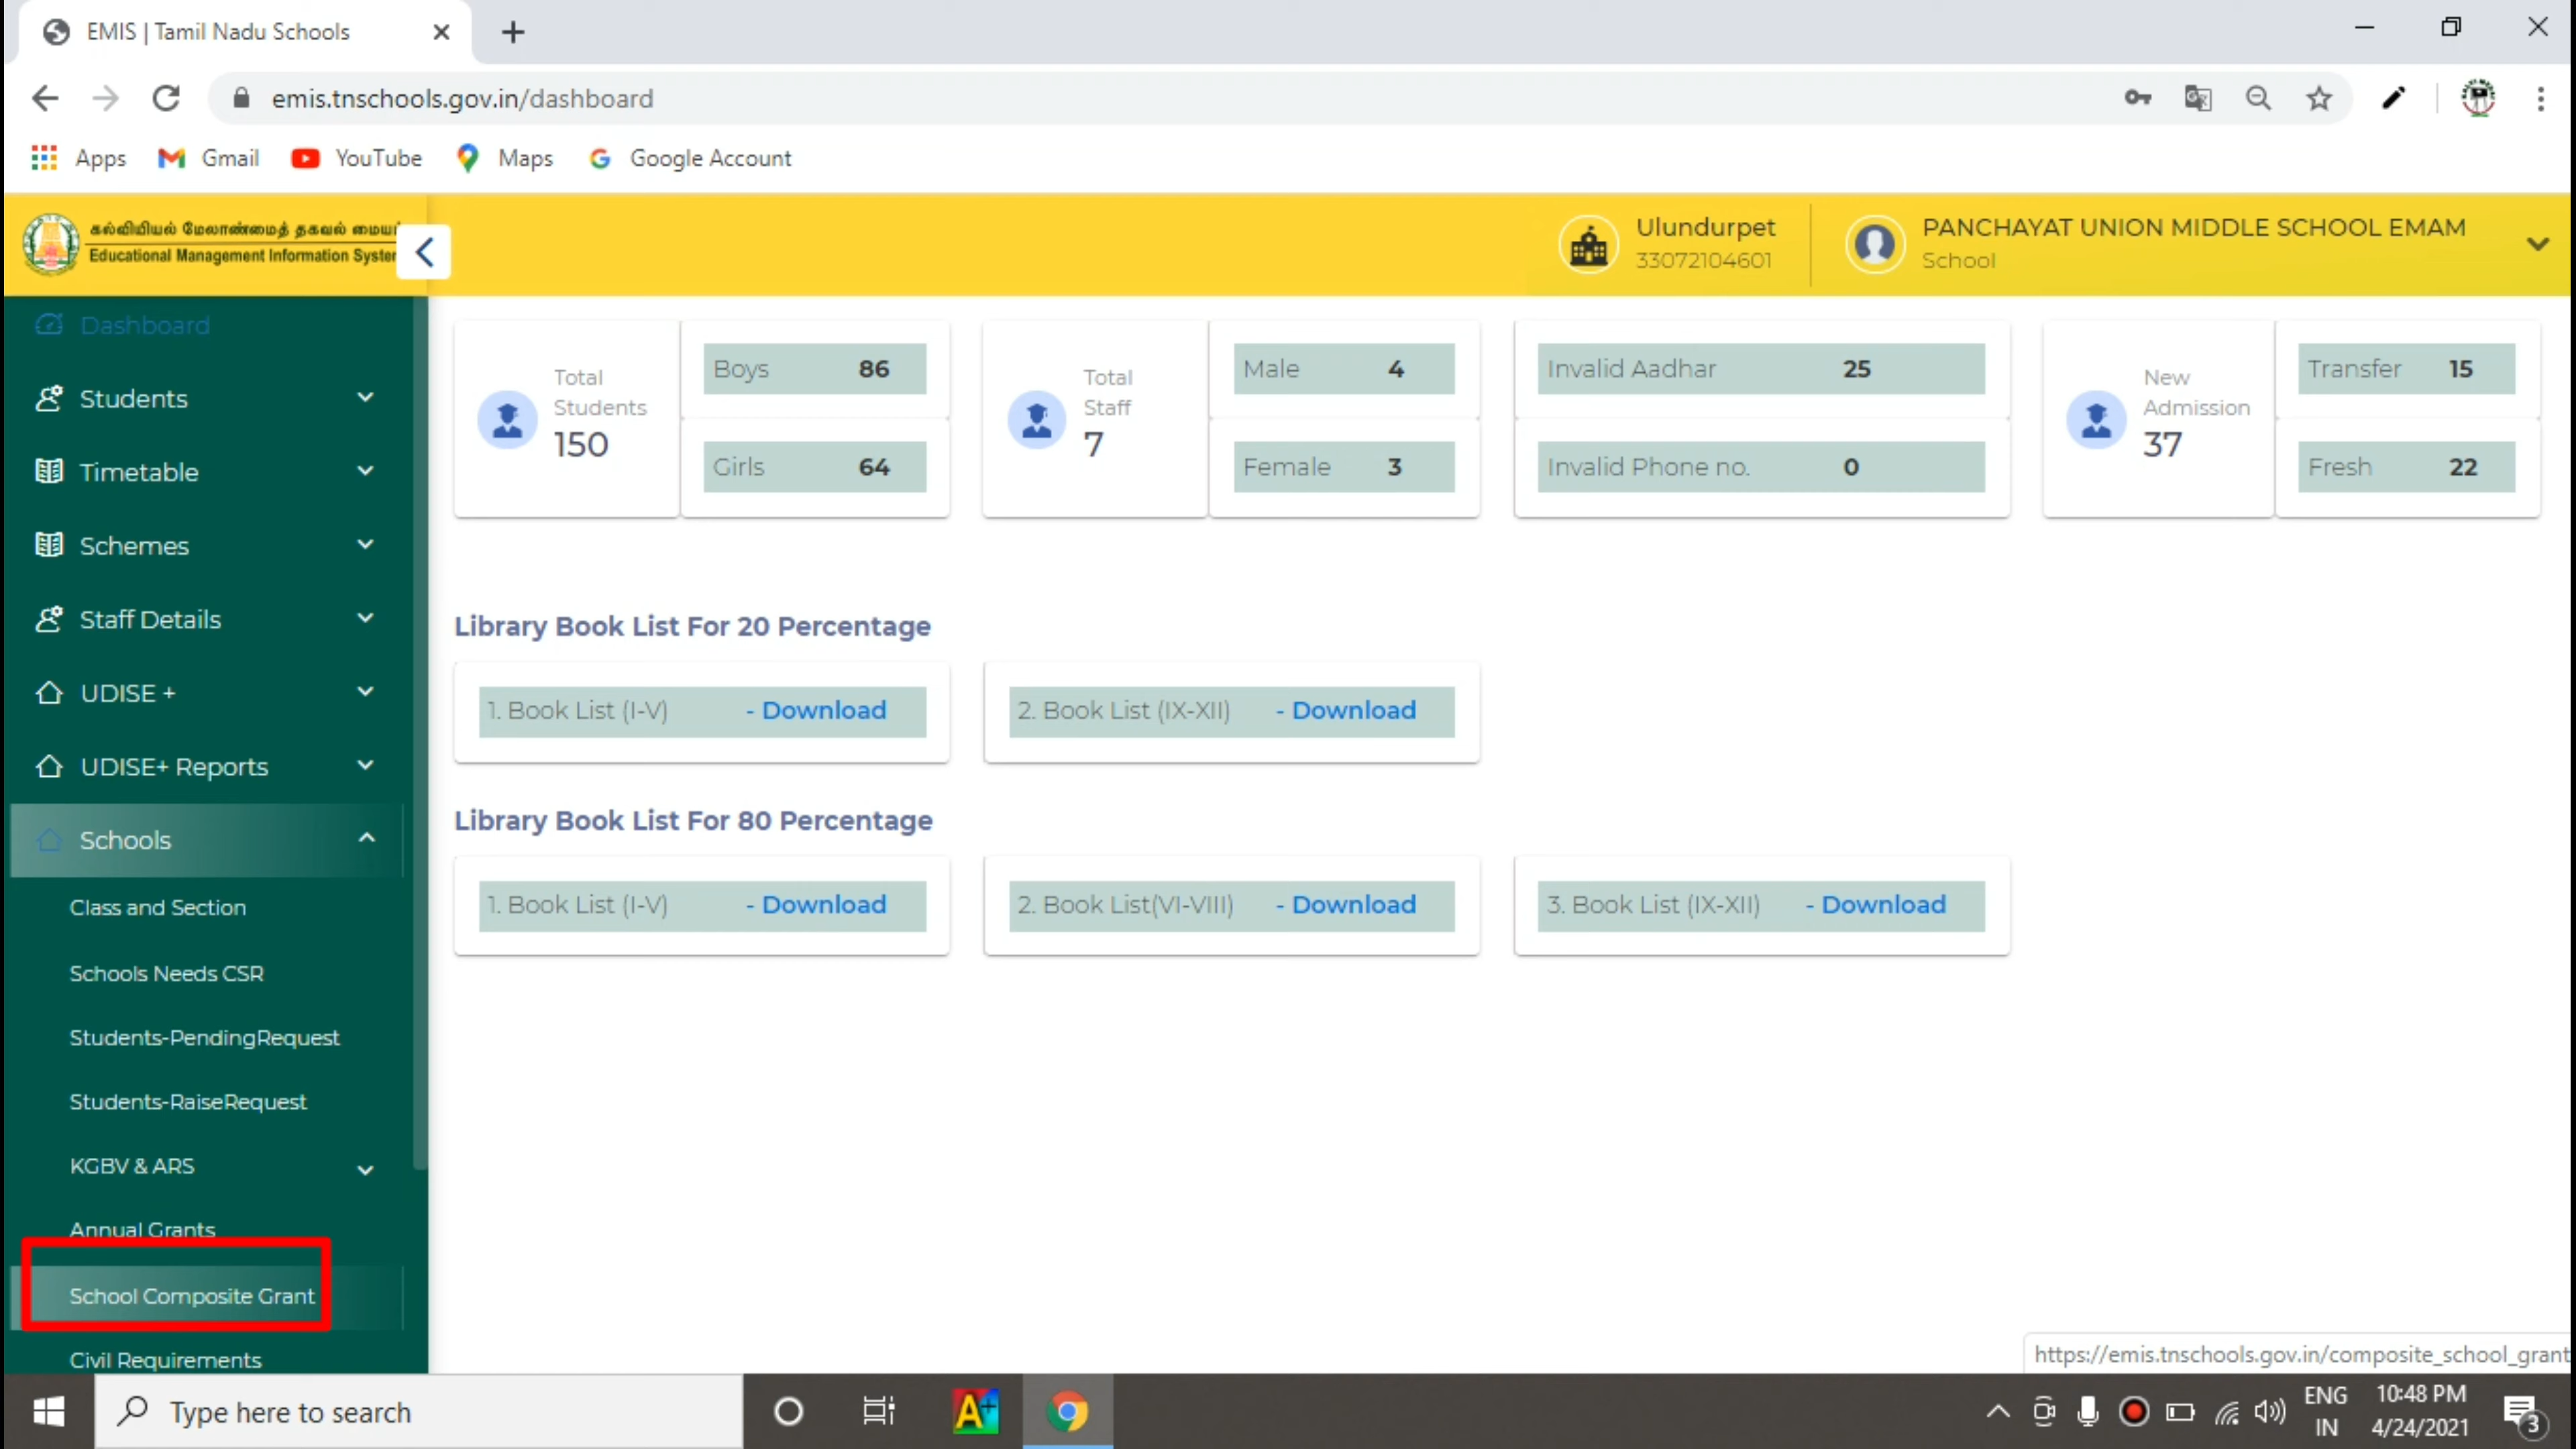 EMIS | Tamil Nadu Schools
emis.tnschools.gov.in/dashboard
Apps Gmail YouTube Maps Google Account
கல்வியியல் மேலாண்மைத் தகவல்
Educational Management Information
Ulundurpet
33072104601
PANCHAYAT UNION MIDDLE SCHOOL EMAM
School
Dashboard
Students
Timetable
Schemes
Staff Details
UDISE +
UDISE+ Reports
Schools
Class and Section
Schools Needs CSR
Students-PendingRequest
Students-RaiseRequest
KGBV & ARS
Annual Grants
School Composite Grant
Civil Requirements
Total
Students
150
Boys 86
Girls 64
Total
Staff
7
Male 4
Female 3
Invalid Aadhar 25
Invalid Phone no. 0
New
Admission
37
Transfer 15
Fresh 22
Library Book List For 20 Percentage
1. Book List (I-V) - Download
2. Book List (IX-XII) - Download
Library Book List For 80 Percentage
1. Book List (I-V) - Download
2. Book List(VI-VIII) - Download
3. Book List (IX-XII) - Download
https://emis.tnschools.gov.in/composite_school_grant
Type here to search
A+
ENG
IN
10:48 PM
4/24/2021
3